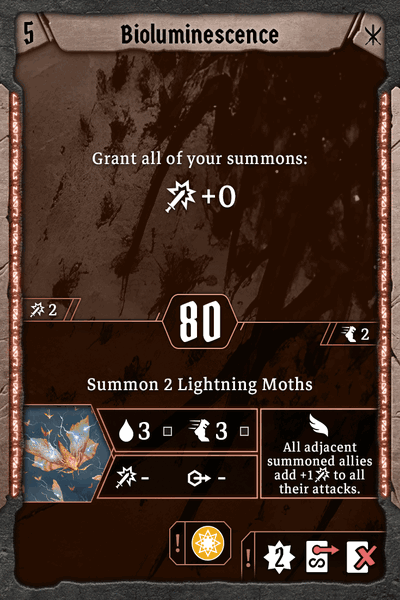 5 Bioluminescence
Grant all of your summons:
+0
2
80
2
Summon 2 Lightning Moths
3 3
- -
All adjacent
summoned allies
add +1 to all
their attacks.
! ! 2